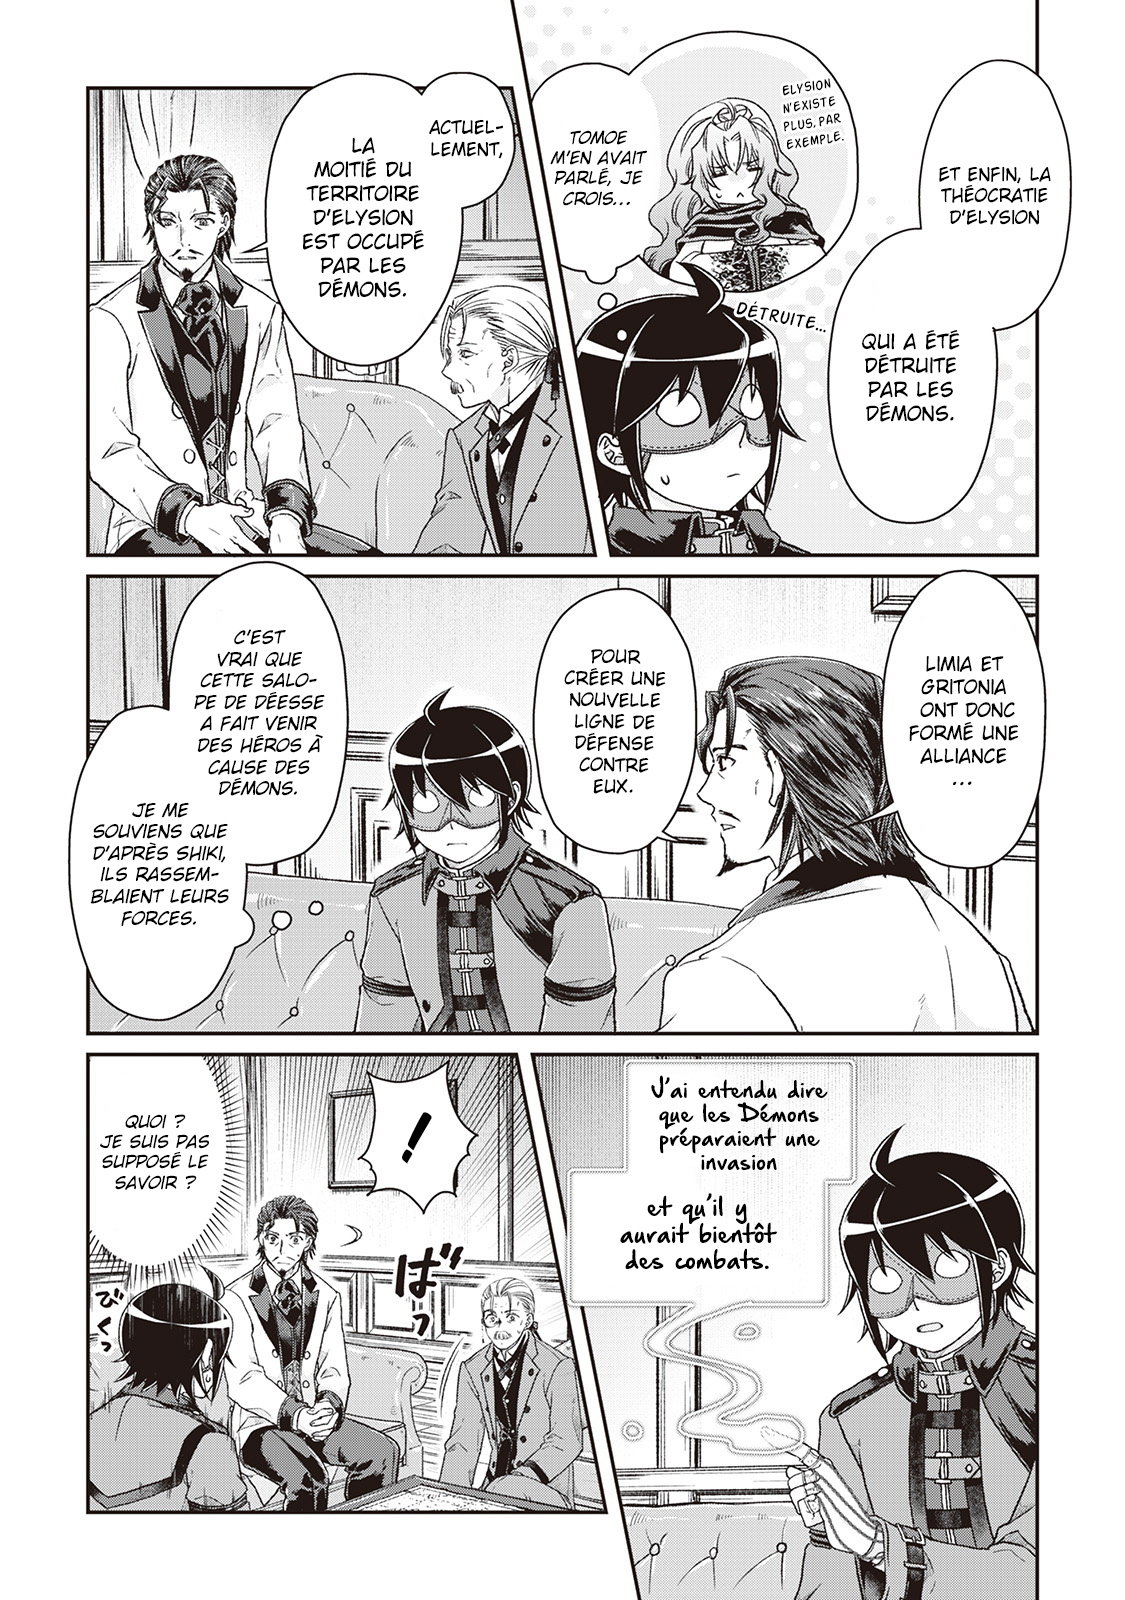 ET ENFIN, LA
THÉOCRATIE
D'ELYSION
QUI A ÉTÉ
DÉTRUITE
PAR LES
DÉMONS.
ELYSION
N'EXISTE
PLUS, PAR
EXEMPLE.
TOMOE
M'EN AVAIT
PARLÉ, JE
CROIS...
DÉTRUITE...
ACTUEL-
LEMENT,
LA
MOITIÉ DU
TERRITOIRE
D'ELYSION
EST OCCUPÉ
PAR LES
DÉMONS.
LIMIA ET
GRITONIA
ONT DONC
FORMÉ UNE
ALLIANCE
...
POUR
CRÉER UNE
NOUVELLE
LIGNE DE
DÉFENSE
CONTRE
EUX.
C'EST
VRAI QUE
CETTE SALO-
PE DE DÉESSE
A FAIT VENIR
DES HÉROS À
CAUSE DES
DÉMONS.
JE ME
SOUVIENS QUE
D'APRÈS SHIKI,
ILS RASSEM-
BLAIENT LEURS
FORCES.
J'ai entendu dire
que les Démons
préparaient une
invasion
et qu'il y
aurait bientôt
des combats.
!
ばっ
QUOI ?
JE SUIS PAS
SUPPOSÉ LE
SAVOIR ?
びくっ